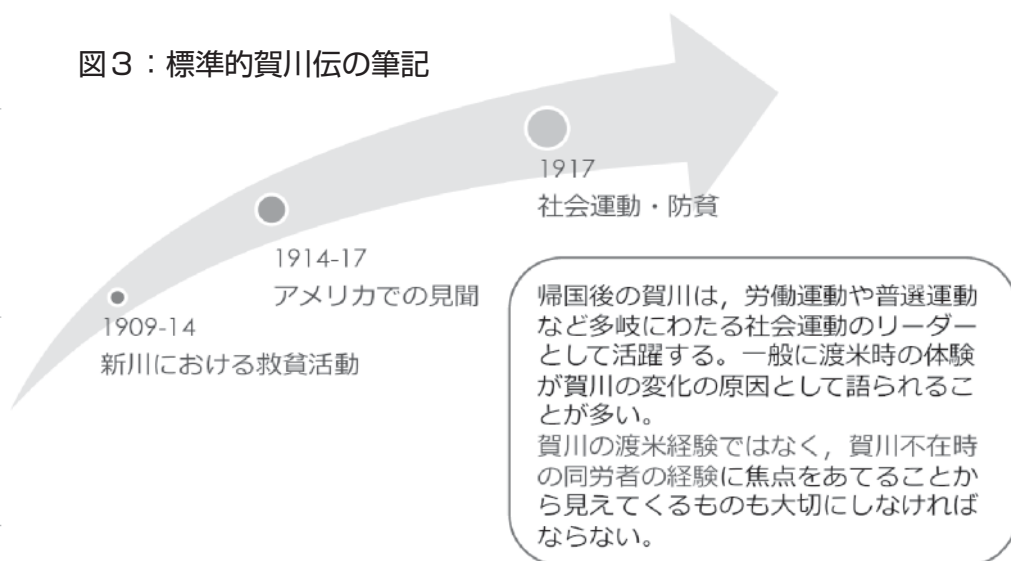 図3：標準的賀川伝の筆記
1917
社会運動・防貧
1914-17
アメリカでの見聞
1909-14
新川における救貧活動
帰国後の賀川は，労働運動や普選運動
など多岐にわたる社会運動のリーダー
として活躍する。一般に渡米時の体験
が賀川の変化の原因として語られるこ
とが多い。
賀川の渡米経験ではなく，賀川不在時
の同労者の経験に焦点をあてることか
ら見えてくるものも大切にしなければ
ならない。